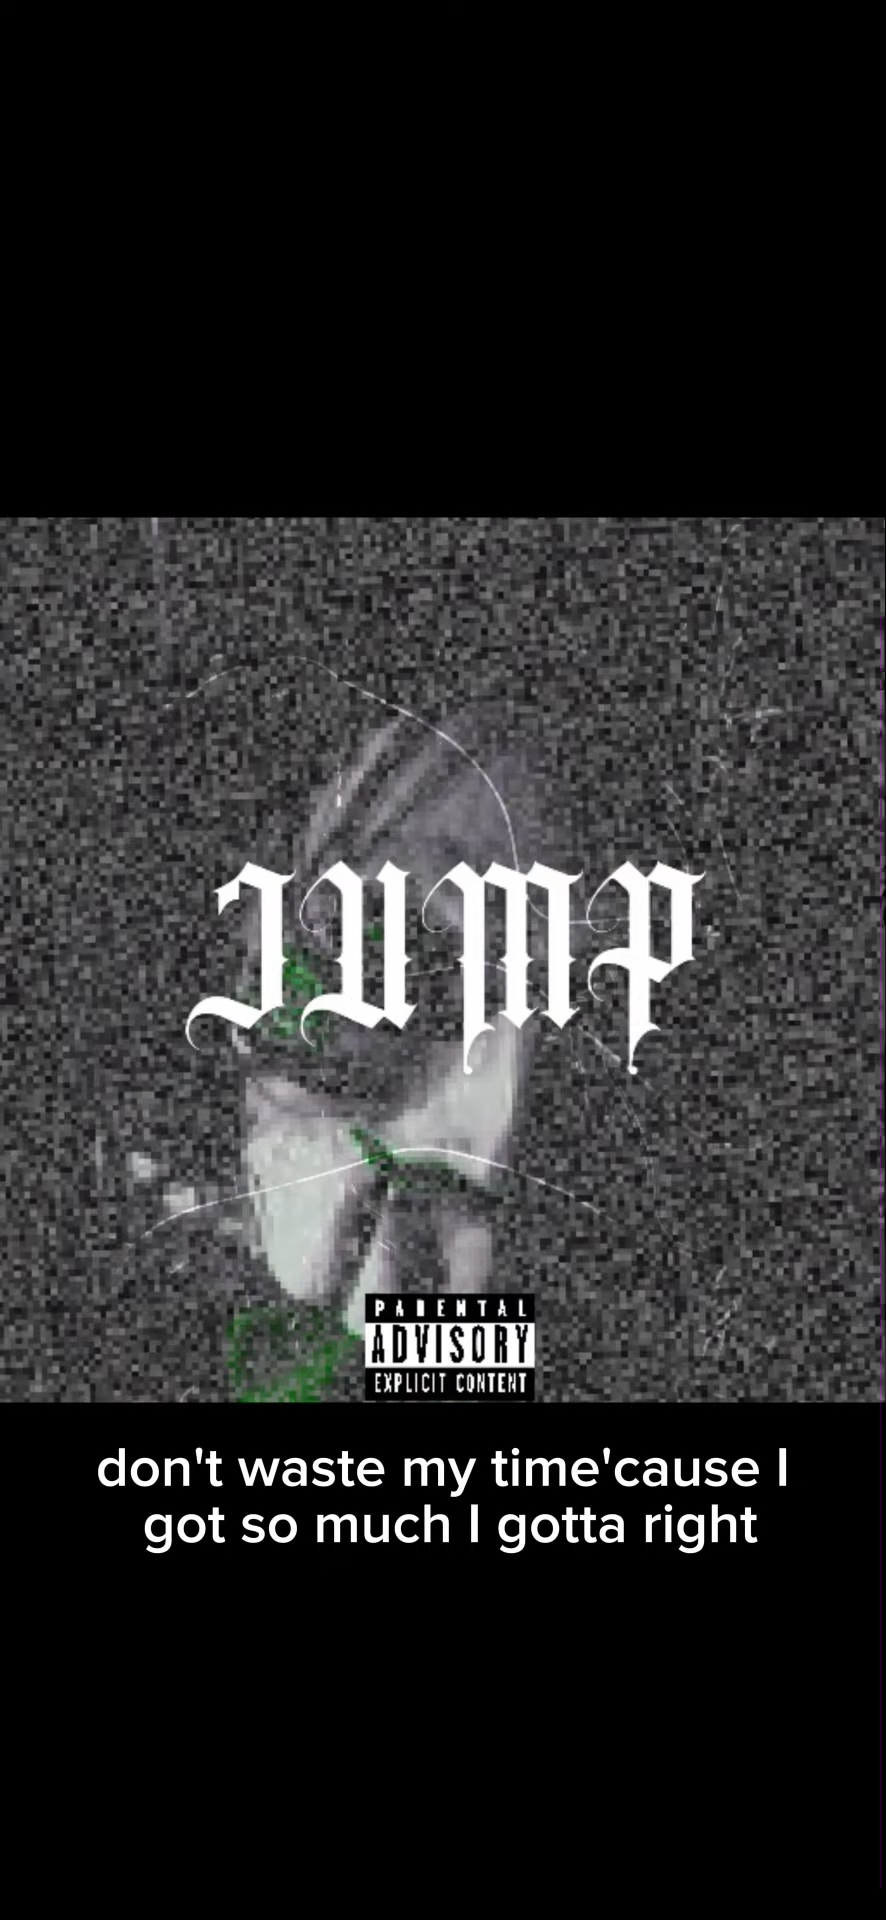 JUMP
PARENTAL
ADVISORY
EXPLICIT CONTENT
don't waste my time'cause I
got so much I gotta right